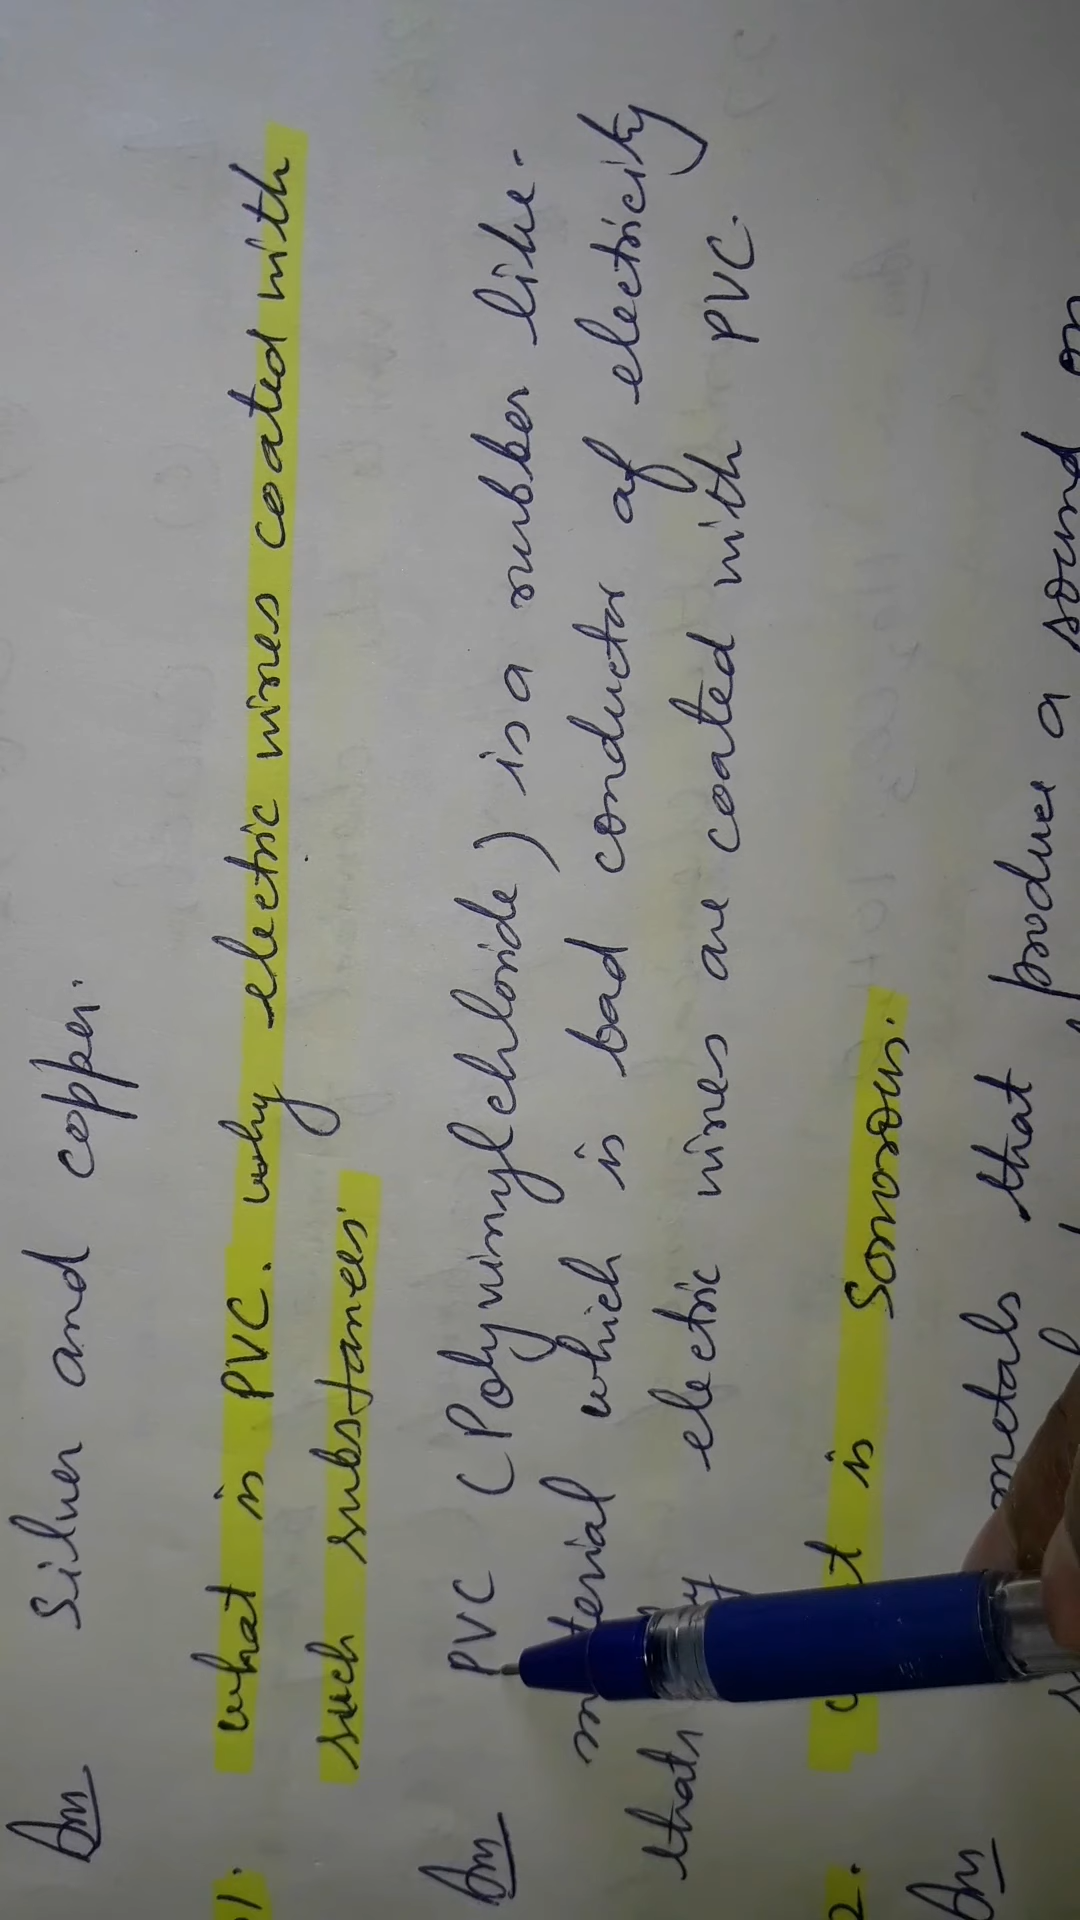 Ans Silver and copper.
1. what is PVC. why electric wires coated with
such substances.
Ans PVC (Polyvinylchloride) is a rubber like.
material which is bad conductor of electricity
thats electric wires are coated with PVC.
2. is Sonorous.
Ans metals that produce a sound on